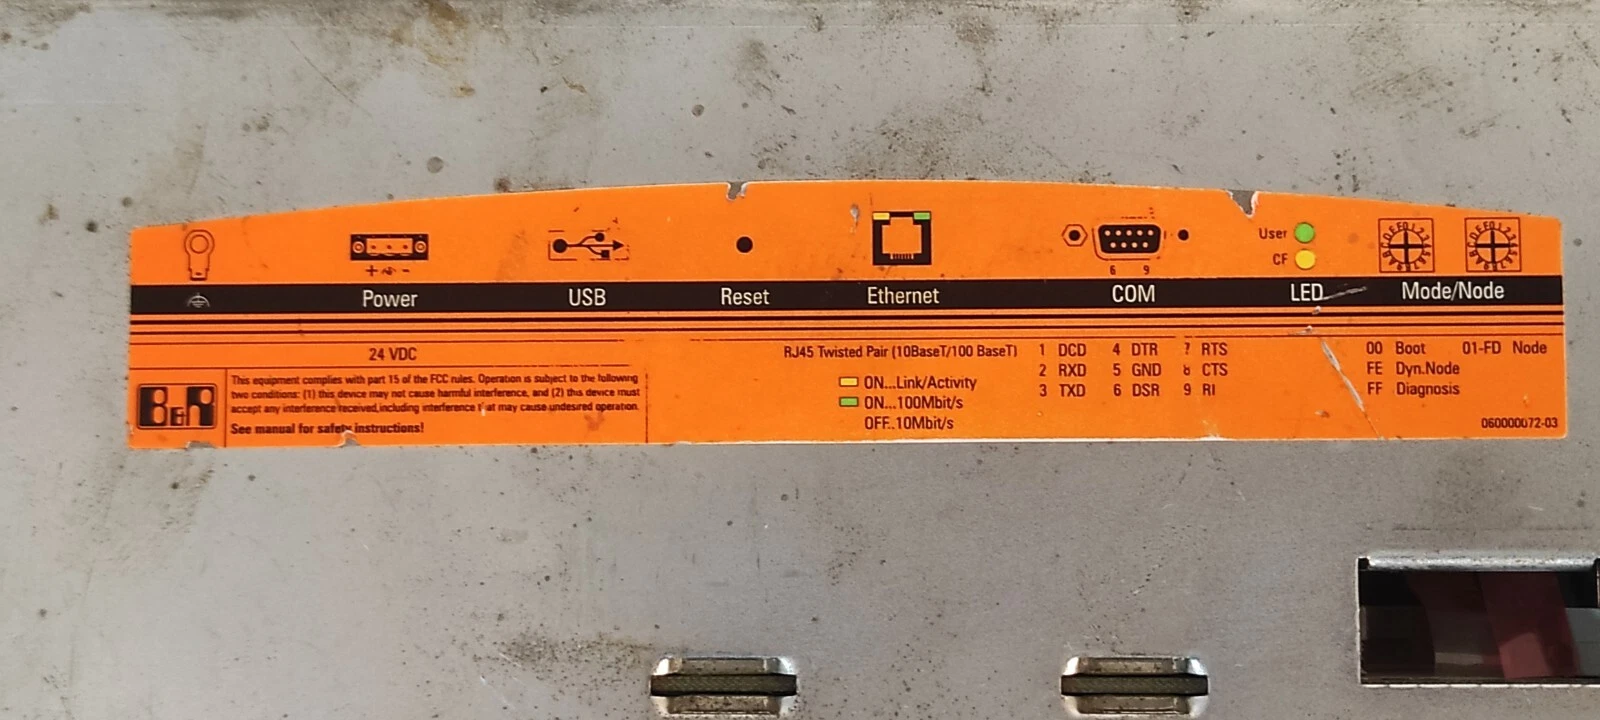 + -
6 9
User
CF
Power
USB
Reset
Ethernet
COM
LED
Mode/Node
24 VDC
B&R
This equipment complies with part 15 of the FCC rules. Operation is subject to the following
two conditions: (1) this device may not cause harmful interference, and (2) this device must
accept any interference received, including interference that may cause undesired operation.
See manual for safety instructions!
RJ45 Twisted Pair (10BaseT/100 BaseT)
ON...Link/Activity
ON...100Mbit/s
OFF..10Mbit/s
1 DCD 4 DTR 7 RTS
2 RXD 5 GND 8 CTS
3 TXD 6 DSR 9 RI
00 Boot 01-FD Node
FE Dyn.Node
FF Diagnosis
060000072-03